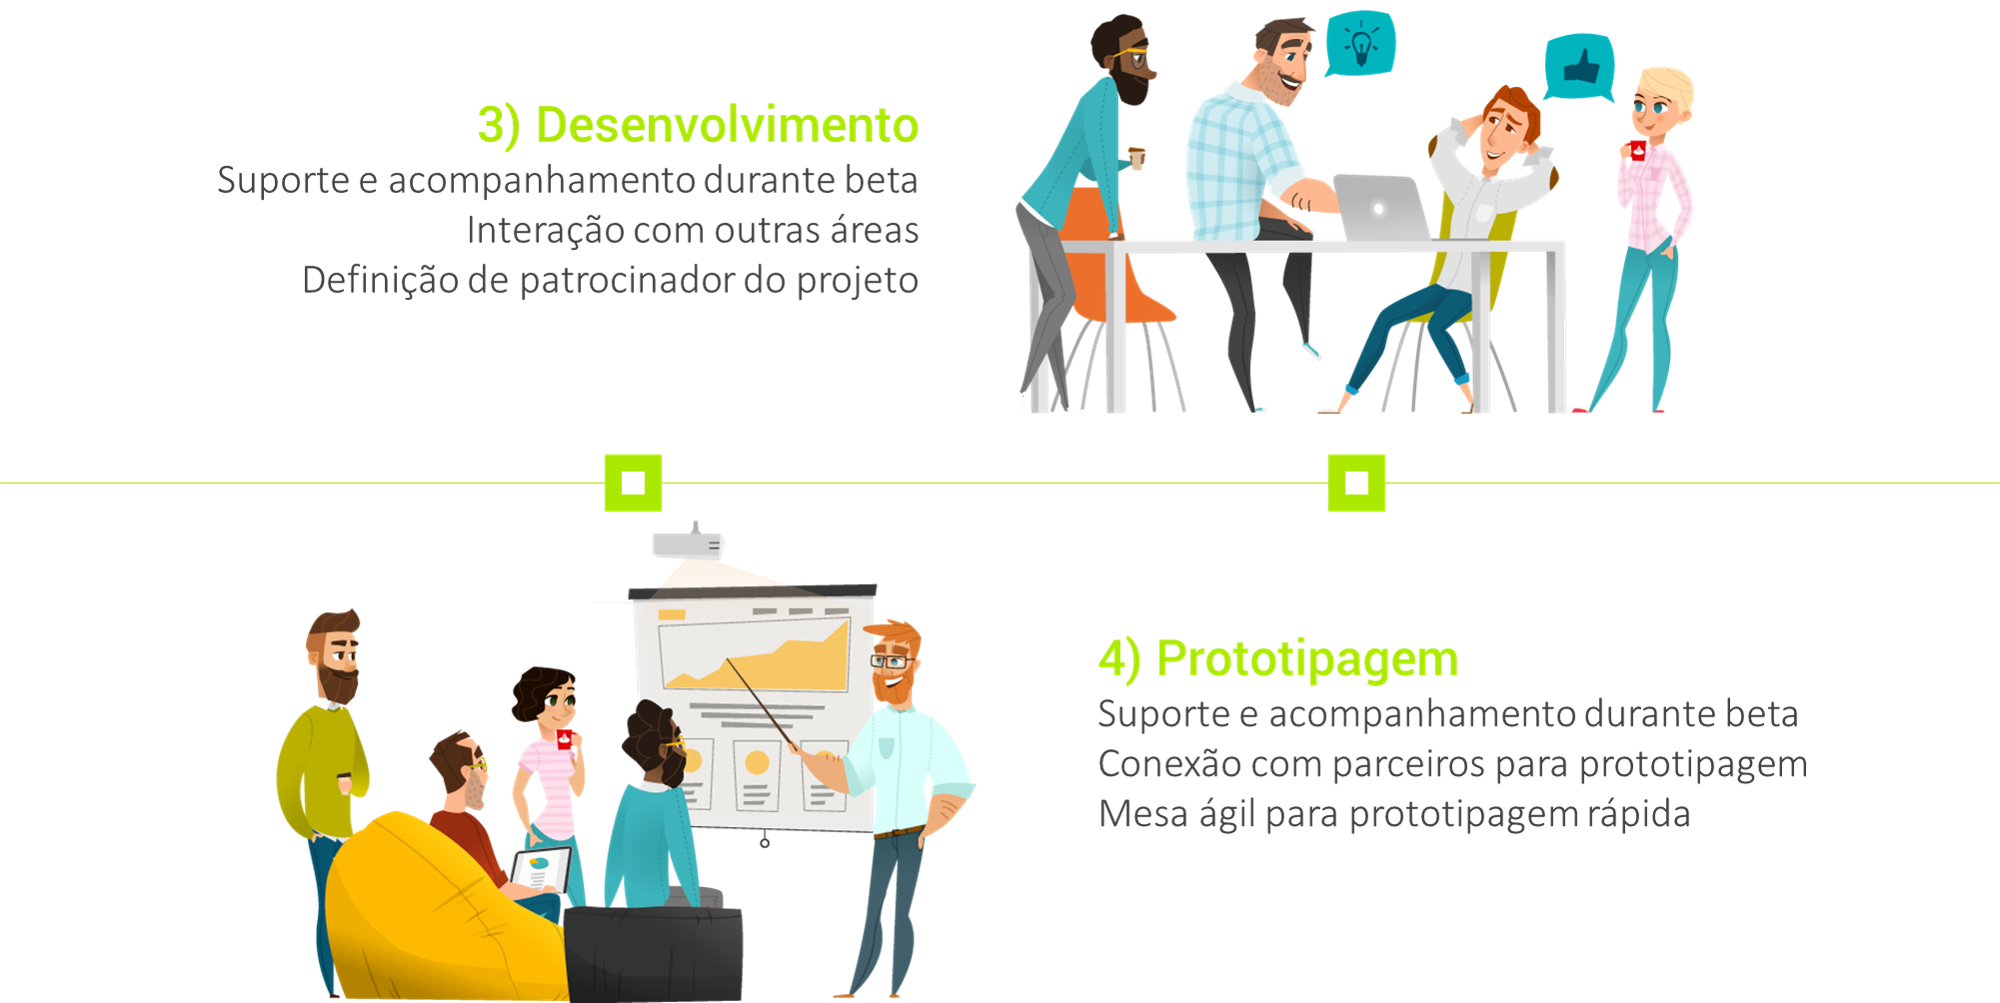 3) Desenvolvimento
Suporte e acompanhamento durante beta
Interação com outras áreas
Definição de patrocinador do projeto
4) Prototipagem
Suporte e acompanhamento durante beta
Conexão com parceiros para prototipagem
Mesa ágil para prototipagem rápida